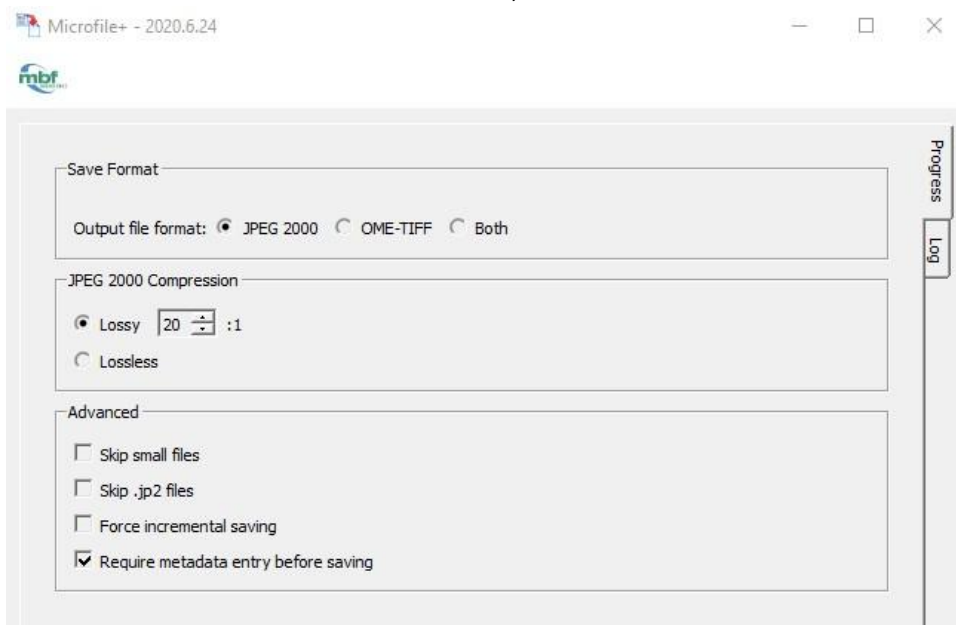 Microfile+ - 2020.6.24
mbf
Save Format
Output file format: JPEG 2000 OME-TIFF Both
JPEG 2000 Compression
Lossy 20 :1
Lossless
Advanced
Skip small files
Skip .jp2 files
Force incremental saving
Require metadata entry before saving
Progress
Log